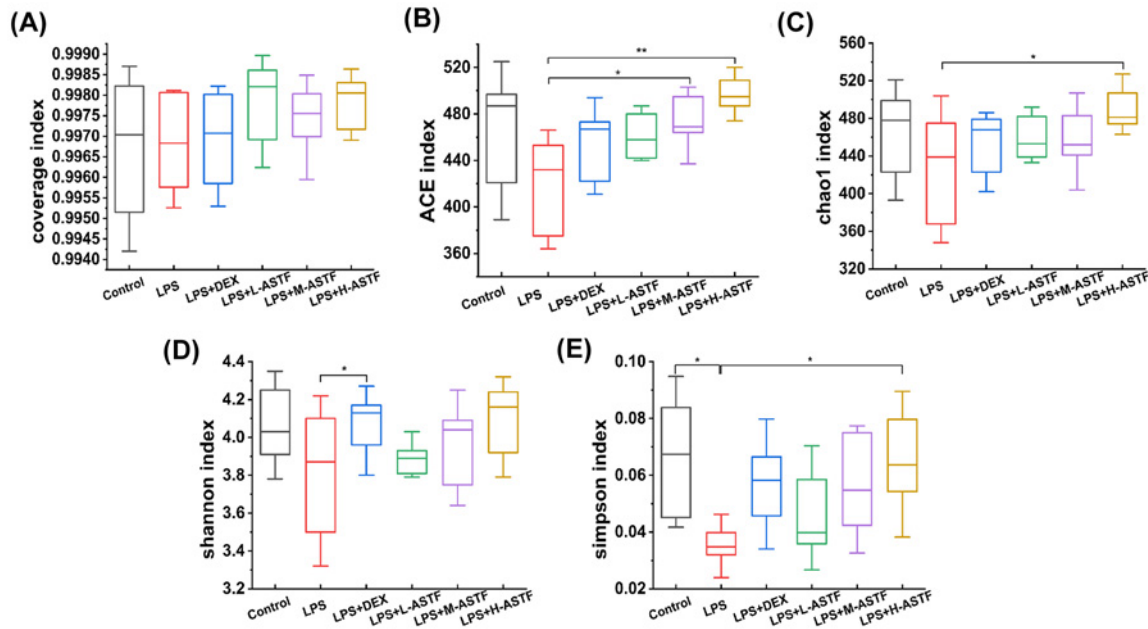 (A)
coverage index
0.9990
0.9985
0.9980
0.9975
0.9970
0.9965
0.9960
0.9955
0.9950
0.9945
0.9940
Control
LPS
LPS+DEX
LPS+L-ASTF
LPS+M-ASTF
LPS+H-ASTF
(B)
ACE index
520
480
440
400
360
**
*
Control
LPS
LPS+DEX
LPS+L-ASTF
LPS+M-ASTF
LPS+H-ASTF
(C)
chao1 index
560
520
480
440
400
360
320
*
Control
LPS
LPS+DEX
LPS+L-ASTF
LPS+M-ASTF
LPS+H-ASTF
(D)
shannon index
4.4
4.2
4.0
3.8
3.6
3.4
3.2
*
Control
LPS
LPS+DEX
LPS+L-ASTF
LPS+M-ASTF
LPS+H-ASTF
(E)
simpson index
0.10
0.08
0.06
0.04
0.02
*
*
Control
LPS
LPS+DEX
LPS+L-ASTF
LPS+M-ASTF
LPS+H-ASTF